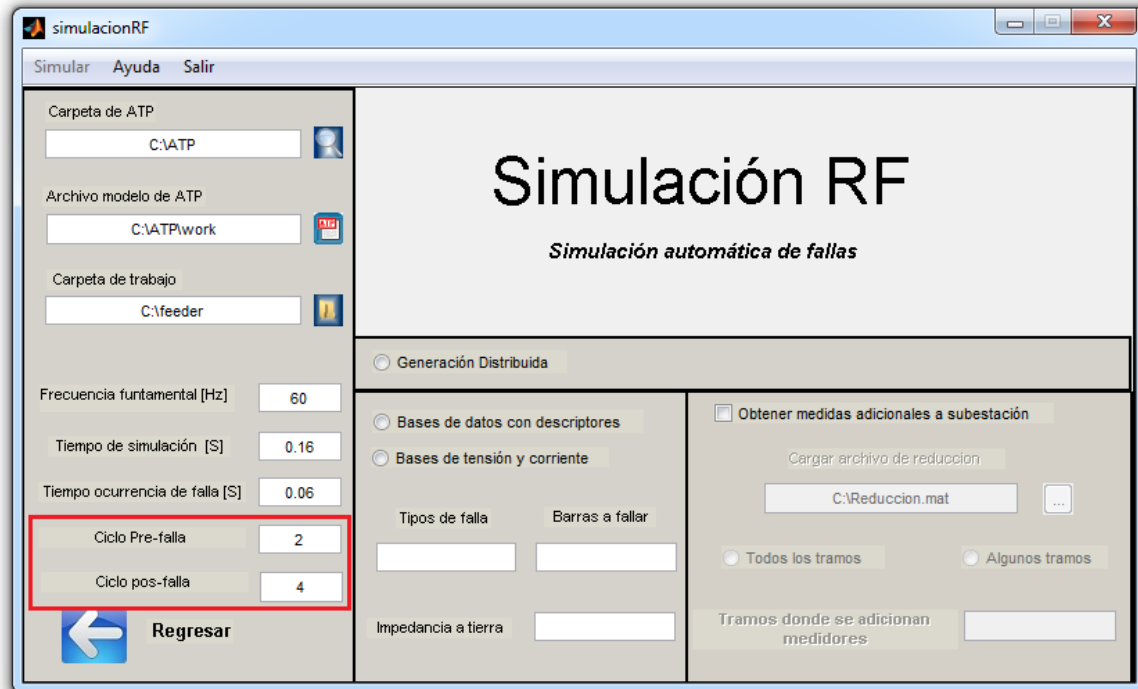 simulacionRF
Simular Ayuda Salir
Carpeta de ATP
C:\ATP
Archivo modelo de ATP
C:\ATP\work
ATP
Carpeta de trabajo
C:\feeder
Frecuencia funtamental [Hz] 60
Tiempo de simulación [S] 0.16
Tiempo ocurrencia de falla [S] 0.06
Ciclo Pre-falla 2
Ciclo pos-falla 4
Regresar
Simulación RF
Simulación automática de fallas
Generación Distribuida
Bases de datos con descriptores
Bases de tensión y corriente
Tipos de falla Barras a fallar
Impedancia a tierra
Obtener medidas adicionales a subestación
Cargar archivo de reduccion
C:\Reduccion.mat ...
Todos los tramos Algunos tramos
Tramos donde se adicionan
medidores